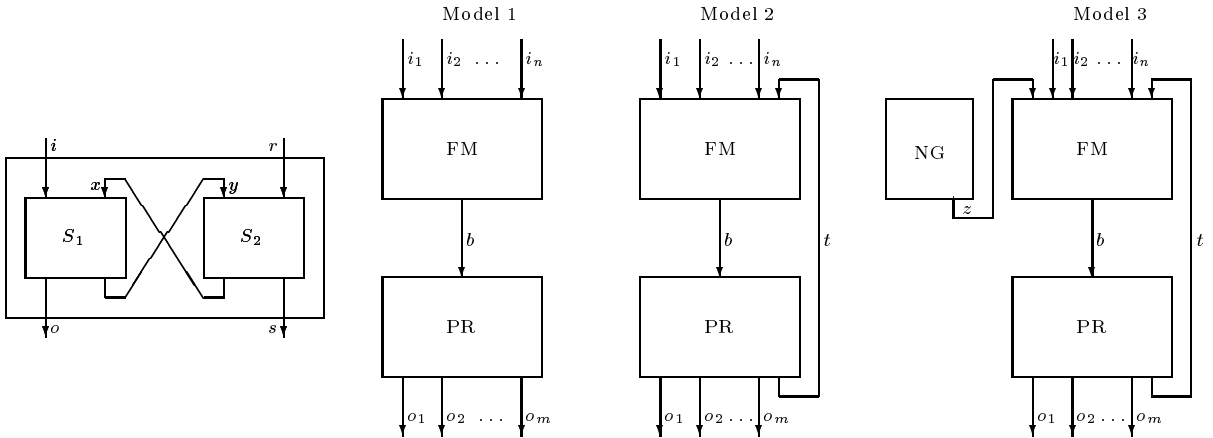 Model 1
Model 2
Model 3
i₁ i₂ ... iₙ
i₁ i₂ ... iₙ
i₁ i₂ ... iₙ
i r
x y
S₁ S₂
o s
FM
FM
NG FM
z
b
b t
b t
PR
PR
PR
o₁ o₂ ... oₘ
o₁ o₂ ... oₘ
o₁ o₂ ... oₘ